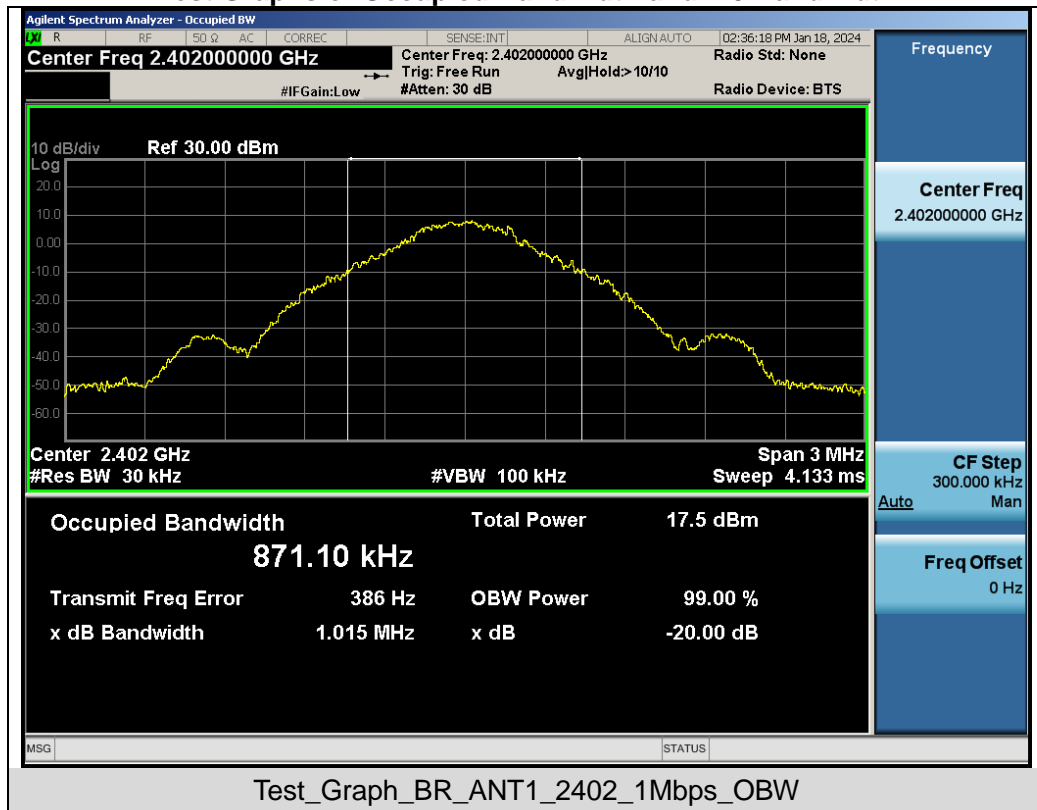 Agilent Spectrum Analyzer - Occupied BW
LXI R RF 50 Ω AC CORREC SENSE:INT ALIGN AUTO 02:36:18 PM Jan 18, 2024
Center Freq 2.402000000 GHz
Center Freq: 2.402000000 GHz
Radio Std: None
Trig: Free Run Avg|Hold:> 10/10
#IFGain:Low
#Atten: 30 dB
Radio Device: BTS
Frequency
10 dB/div Ref 30.00 dBm
Log
20.0
10.0
0.00
-10.0
-20.0
-30.0
-40.0
-50.0
-60.0
Center 2.402 GHz
Span 3 MHz
#Res BW 30 kHz
#VBW 100 kHz
Sweep 4.133 ms
Center Freq
2.402000000 GHz
CF Step
300.000 kHz
Auto Man
Freq Offset
0 Hz
Occupied Bandwidth
871.10 kHz
Total Power 17.5 dBm
Transmit Freq Error 386 Hz
OBW Power 99.00 %
x dB Bandwidth 1.015 MHz
x dB -20.00 dB
MSG
STATUS
Test_Graph_BR_ANT1_2402_1Mbps_OBW